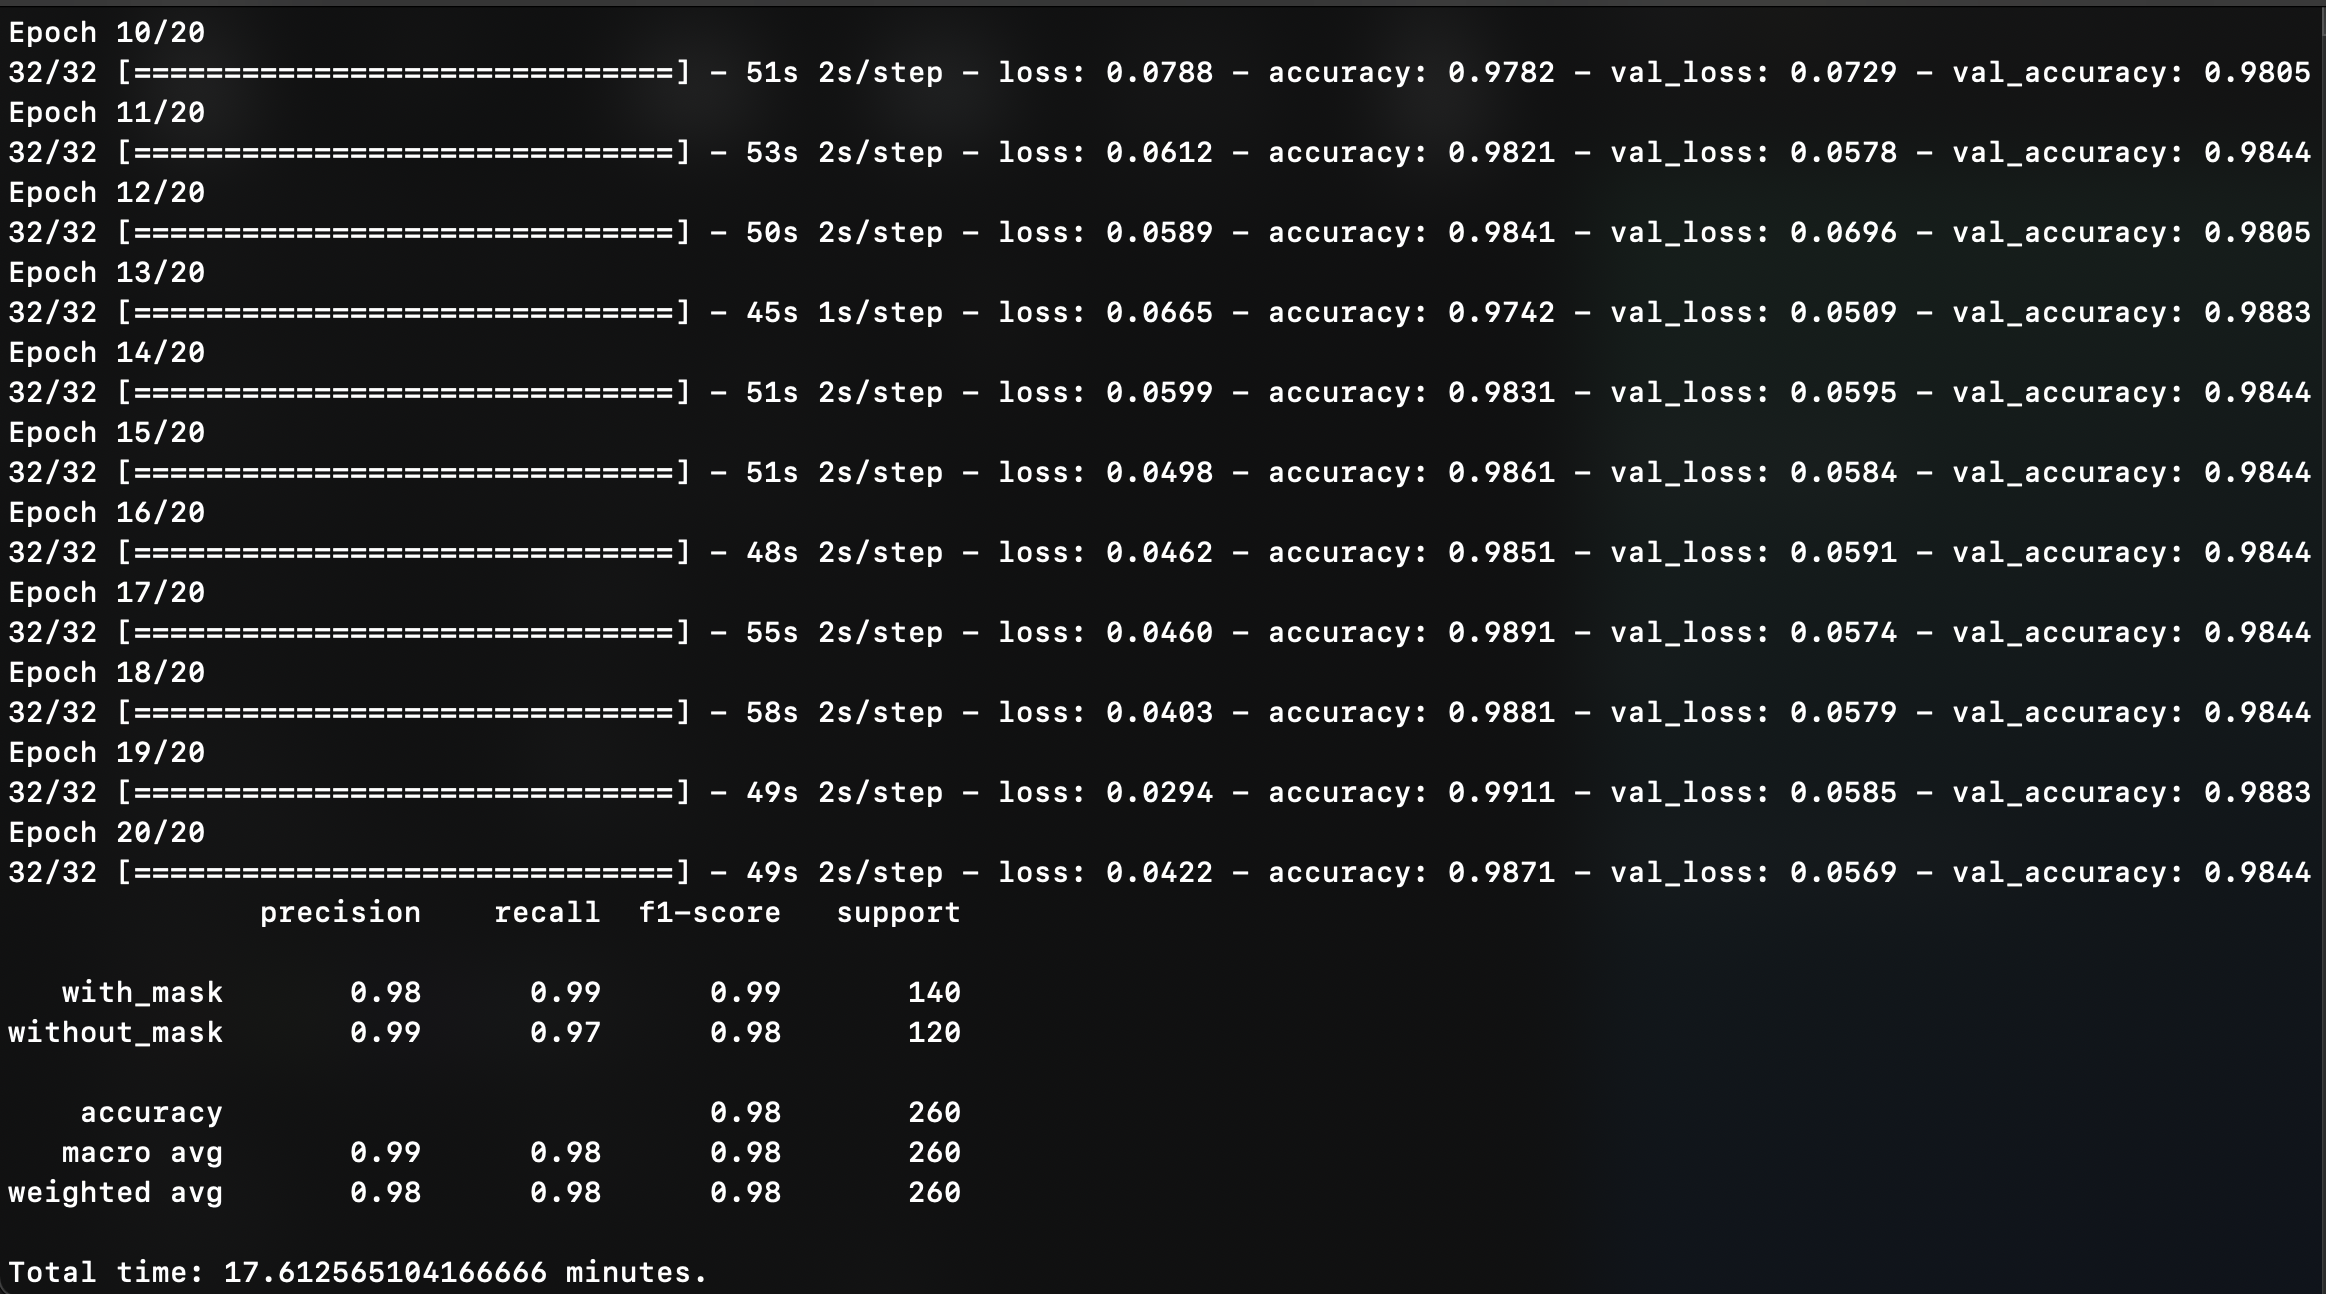 Epoch 10/20
32/32 [==============================] - 51s 2s/step - loss: 0.0788 - accuracy: 0.9782 - val_loss: 0.0729 - val_accuracy: 0.9805
Epoch 11/20
32/32 [==============================] - 53s 2s/step - loss: 0.0612 - accuracy: 0.9821 - val_loss: 0.0578 - val_accuracy: 0.9844
Epoch 12/20
32/32 [==============================] - 50s 2s/step - loss: 0.0589 - accuracy: 0.9841 - val_loss: 0.0696 - val_accuracy: 0.9805
Epoch 13/20
32/32 [==============================] - 45s 1s/step - loss: 0.0665 - accuracy: 0.9742 - val_loss: 0.0509 - val_accuracy: 0.9883
Epoch 14/20
32/32 [==============================] - 51s 2s/step - loss: 0.0599 - accuracy: 0.9831 - val_loss: 0.0595 - val_accuracy: 0.9844
Epoch 15/20
32/32 [==============================] - 51s 2s/step - loss: 0.0498 - accuracy: 0.9861 - val_loss: 0.0584 - val_accuracy: 0.9844
Epoch 16/20
32/32 [==============================] - 48s 2s/step - loss: 0.0462 - accuracy: 0.9851 - val_loss: 0.0591 - val_accuracy: 0.9844
Epoch 17/20
32/32 [==============================] - 55s 2s/step - loss: 0.0460 - accuracy: 0.9891 - val_loss: 0.0574 - val_accuracy: 0.9844
Epoch 18/20
32/32 [==============================] - 58s 2s/step - loss: 0.0403 - accuracy: 0.9881 - val_loss: 0.0579 - val_accuracy: 0.9844
Epoch 19/20
32/32 [==============================] - 49s 2s/step - loss: 0.0294 - accuracy: 0.9911 - val_loss: 0.0585 - val_accuracy: 0.9883
Epoch 20/20
32/32 [==============================] - 49s 2s/step - loss: 0.0422 - accuracy: 0.9871 - val_loss: 0.0569 - val_accuracy: 0.9844
precision recall f1-score support
with_mask 0.98 0.99 0.99 140
without_mask 0.99 0.97 0.98 120
accuracy 0.98 260
macro avg 0.99 0.98 0.98 260
weighted avg 0.98 0.98 0.98 260
Total time: 17.612565104166666 minutes.